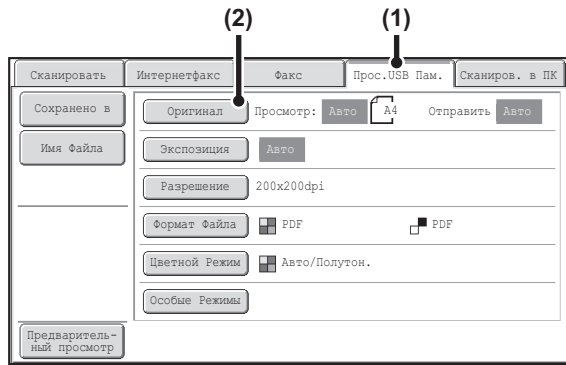 (2) (1)
Сканировать Интернетфакс Факс Прос.USB Пам. Сканиров. в ПК
Сохранено в
Оригинал Просмотр: Авто A4 Отправить Авто
Имя Файла
Экспозиция Авто
Разрешение 200x200dpi
Формат Файла PDF PDF
Цветной Режим Авто/Полутон.
Особые Режимы
Предваритель-
ный просмотр